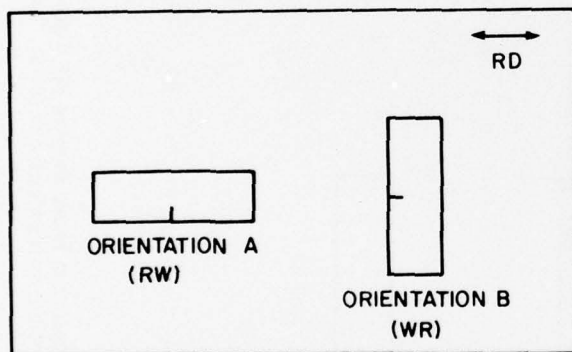 RD
ORIENTATION A
(RW)
ORIENTATION B
(WR)